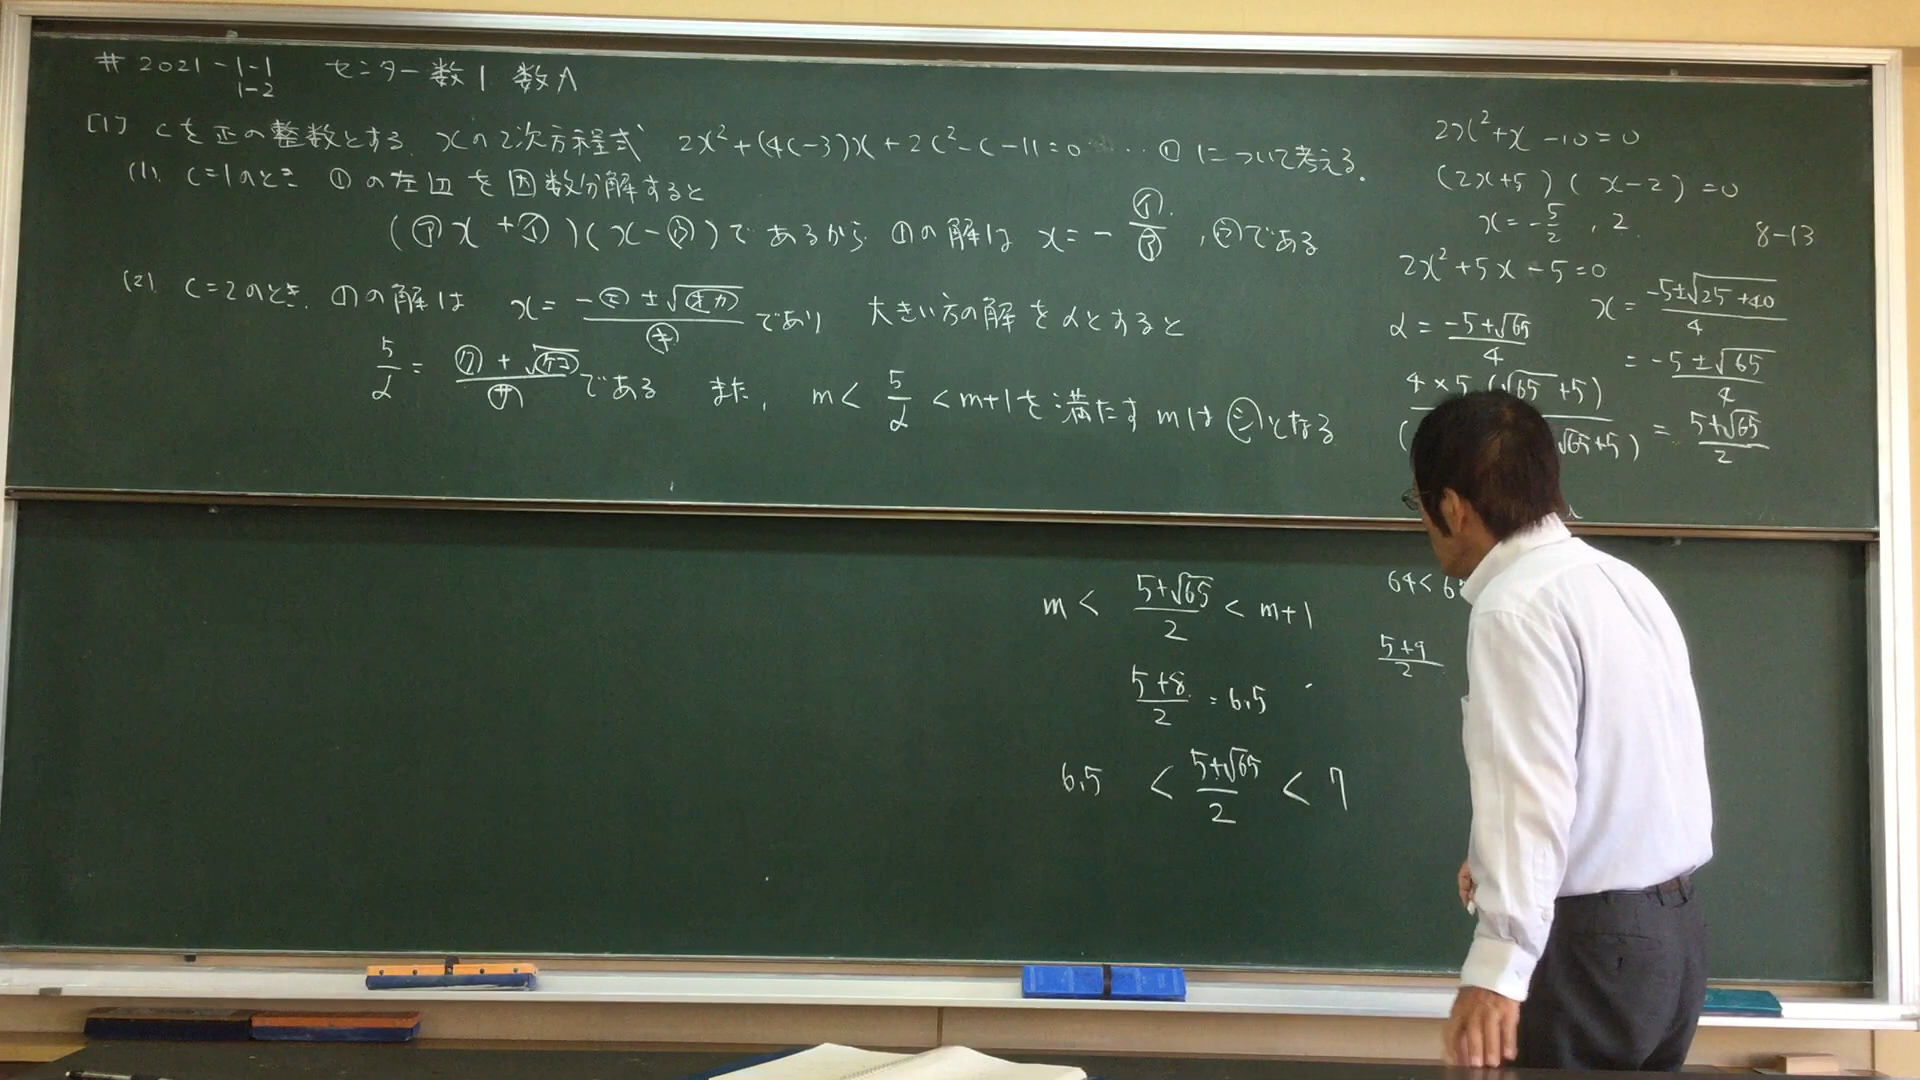 # 2021-1-1 センター数1 数A
1-2
[1] cを正の整数とする. xの2次方程式 2x²+(4c-3)x+2c²-c-11=0 ‥‥① について考える.
(1). c=1のとき ①の左辺を因数分解すると
(㋐x+㋑)(x-㋒)であるから ①の解は x=-㋑/㋐, ㋒である
(2). c=2のとき. ①の解は x=(-㋓±√㋔㋕)/㋖であり 大きい方の解をαとすると
5/α=(㋗+√㋘㋙)/㋚である また, m<5/α<m+1を満たすmは㋛となる
2x²+x-10=0
(2x+5)(x-2)=0
x=-5/2, 2.
8-13
2x²+5x-5=0
x=(-5±√25+40)/4
α=(-5+√65)/4
=(-5±√65)/4
4×5(√65+5)
√65+5) = (5+√65)/2
m<(5+√65)/2<m+1
64<6
(5+8)/2=6.5
(5+9)/2
6.5<(5+√65)/2<7